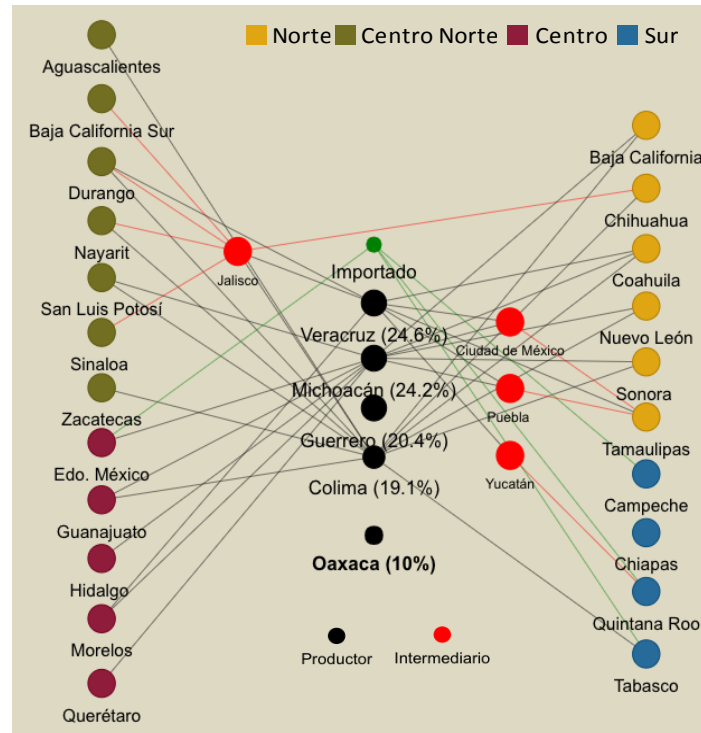 Norte Centro Norte Centro Sur
Aguascalientes
Baja California Sur
Durango
Nayarit
San Luis Potosí
Sinaloa
Zacatecas
Edo. México
Guanajuato
Hidalgo
Morelos
Querétaro
Jalisco
Importado
Veracruz (24.6%)
Michoacán (24.2%)
Guerrero (20.4%)
Colima (19.1%)
Oaxaca (10%)
Productor Intermediario
Ciudad de México
Puebla
Yucatán
Baja California
Chihuahua
Coahuila
Nuevo León
Sonora
Tamaulipas
Campeche
Chiapas
Quintana Roo
Tabasco